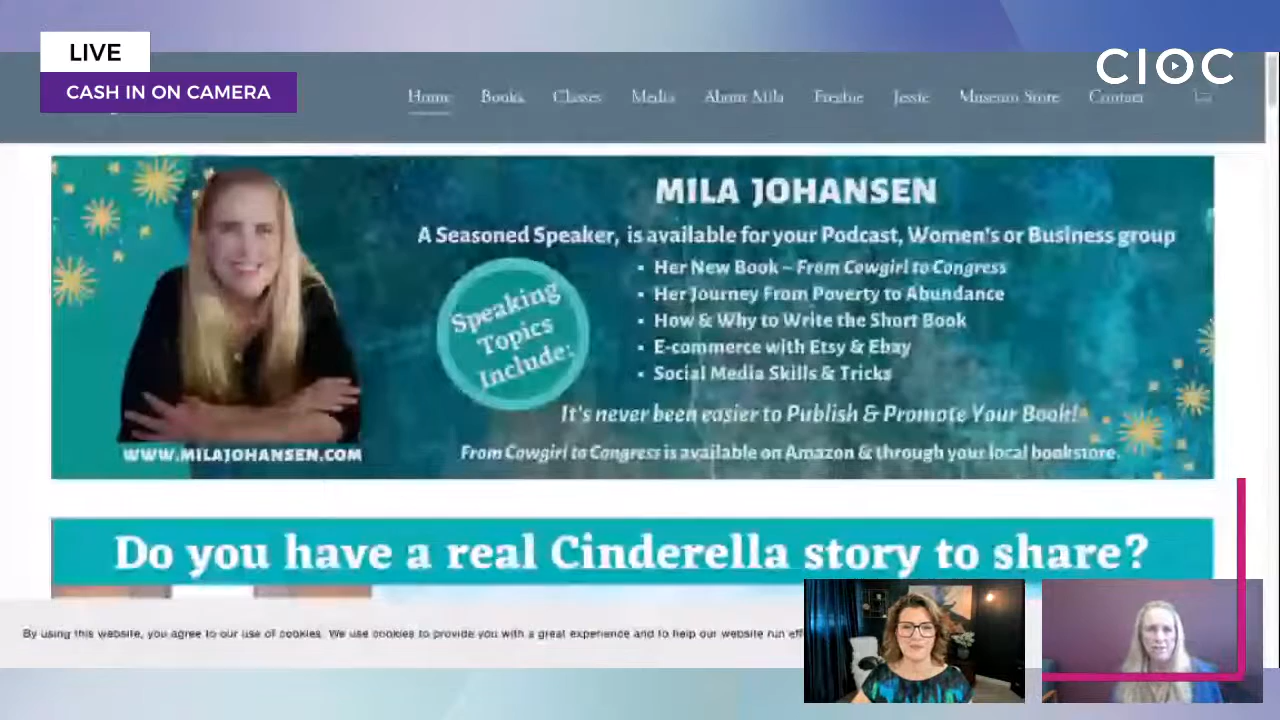 LIVE
CASH IN ON CAMERA
CIOC
Home Books Classes Media About Mila Freebie Jessie Museum Store Contact
MILA JOHANSEN
A Seasoned Speaker, is available for your Podcast, Women's or Business group
Speaking
Topics
Include:
• Her New Book – From Cowgirl to Congress
• Her Journey From Poverty to Abundance
• How & Why to Write the Short Book
• E-commerce with Etsy & Ebay
• Social Media Skills & Tricks
It's never been easier to Publish & Promote Your Book!
WWW.MILAJOHANSEN.COM
From Cowgirl to Congress is available on Amazon & through your local bookstore.
Do you have a real Cinderella story to share?
By using this website, you agree to our use of cookies. We use cookies to provide you with a great experience and to help our website run